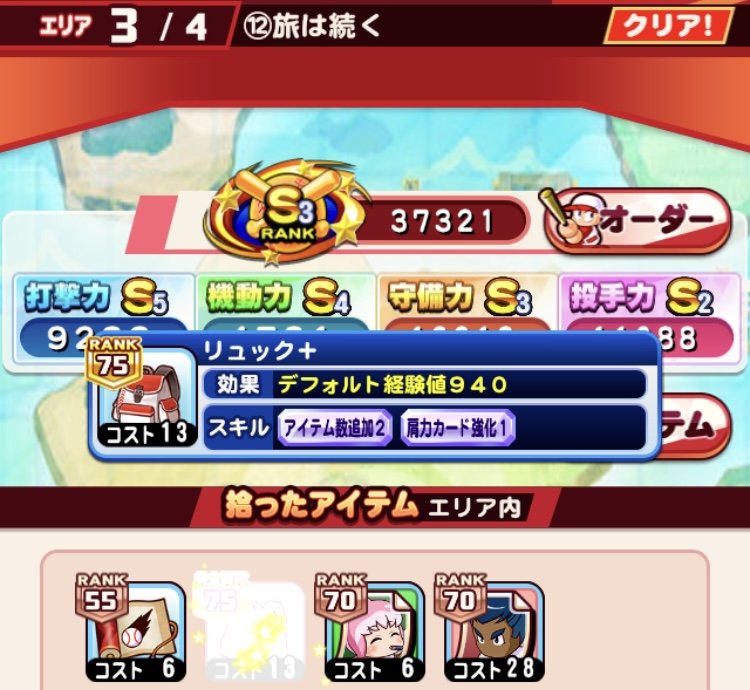 エリア 3 / 4 ⑫旅は続く クリア!
S3 RANK 37321 オーダー
打撃力 S5 機動力 S4 守備力 S3 投手力 S2
RANK 75 リュック+
効果 デフォルト経験値940
コスト13 スキル アイテム数追加2 肩力カード強化1
テム
拾ったアイテム エリア内
RANK 55 RANK 75 RANK 70 RANK 70
コスト 6 コスト 13 コスト 6 コスト 28